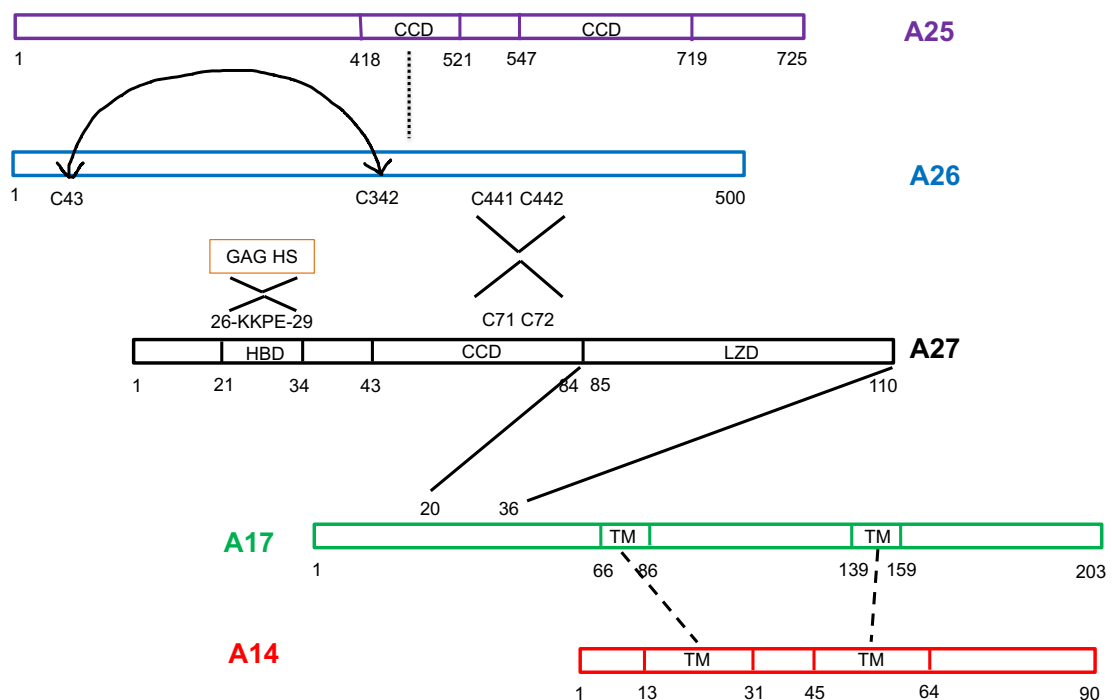 CCD CCD A25
1 418 521 547 719 725
A26
1 C43 C342 C441 C442 500
GAG HS
26-KKPE-29 C71 C72
HBD CCD LZD A27
1 21 34 43 84 85 110
20 36
A17 TM TM
1 66 86 139 159 203
A14 TM TM
1 13 31 45 64 90